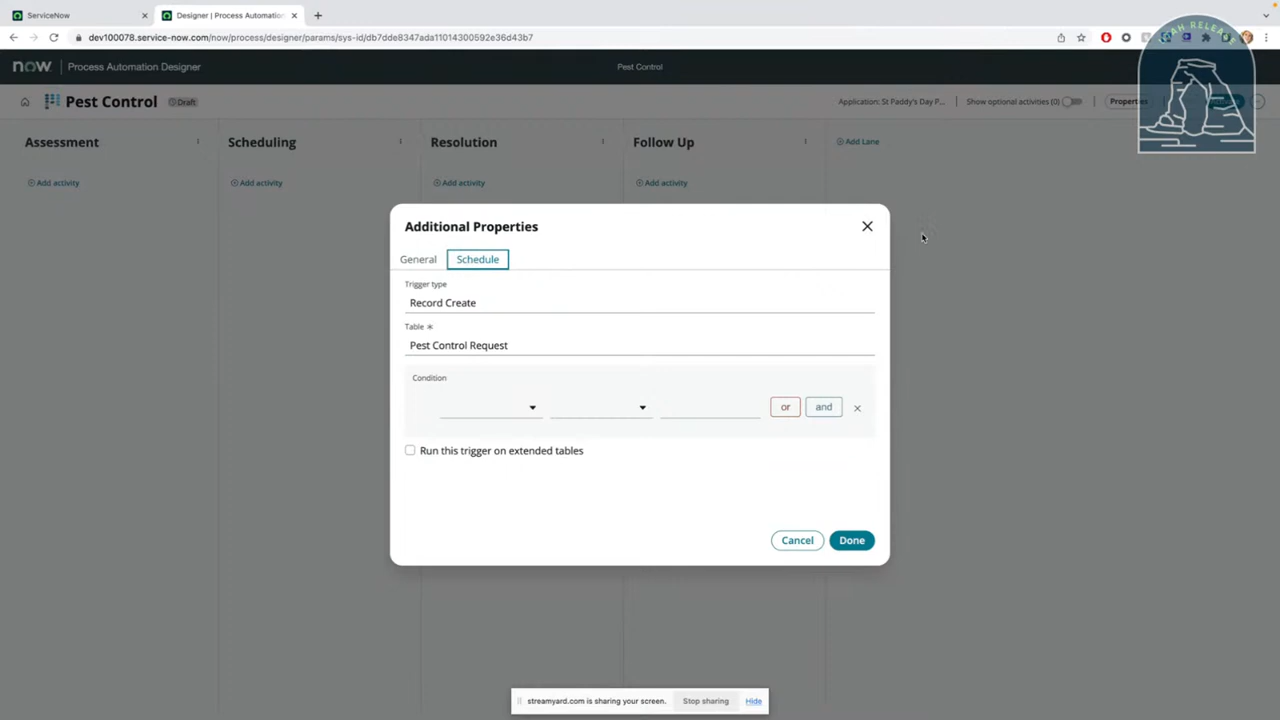 ServiceNow
Designer | Process Automation
dev100078.service-now.com/now/process/designer/params/sys-id/db7dde8347ada11014300592e36d43b7
now
Process Automation Designer
Pest Control
Pest Control
Draft
Application: St Paddy's Day P...
Show optional activities (0)
RELEASE
Assessment
Scheduling
Resolution
Follow Up
Add Lane
Add activity
Add activity
Add activity
Add activity
Additional Properties
General
Schedule
Trigger type
Record Create
Table
Pest Control Request
Condition
or
and
Run this trigger on extended tables
Cancel
Done
streamyard.com is sharing your screen.
Stop sharing
Hide